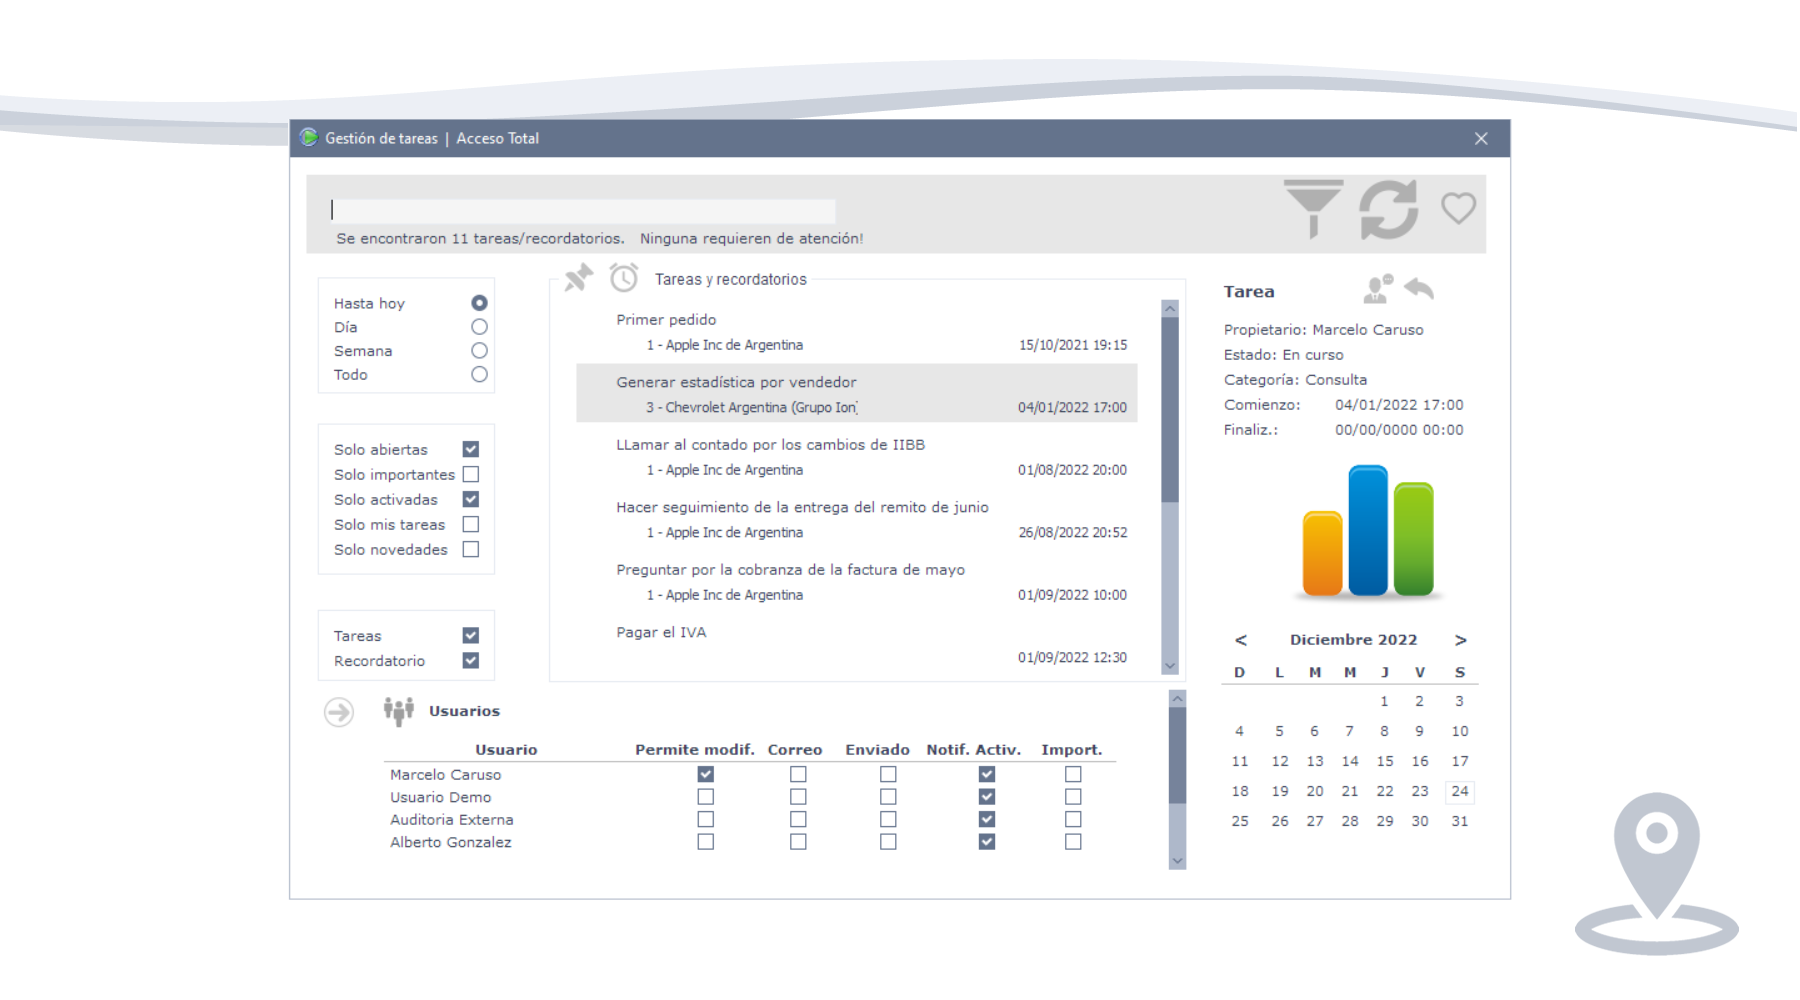 Gestión de tareas | Acceso Total
Se encontraron 11 tareas/recordatorios. Ninguna requieren de atención!
Hasta hoy
Día
Semana
Todo
Solo abiertas
Solo importantes
Solo activadas
Solo mis tareas
Solo novedades
Tareas
Recordatorio
Tareas y recordatorios
Primer pedido
1 - Apple Inc de Argentina 15/10/2021 19:15
Generar estadística por vendedor
3 - Chevrolet Argentina (Grupo Ion) 04/01/2022 17:00
LLamar al contado por los cambios de IIBB
1 - Apple Inc de Argentina 01/08/2022 20:00
Hacer seguimiento de la entrega del remito de junio
1 - Apple Inc de Argentina 26/08/2022 20:52
Preguntar por la cobranza de la factura de mayo
1 - Apple Inc de Argentina 01/09/2022 10:00
Pagar el IVA
01/09/2022 12:30
Tarea
Propietario: Marcelo Caruso
Estado: En curso
Categoría: Consulta
Comienzo: 04/01/2022 17:00
Finaliz.: 00/00/0000 00:00
< Diciembre 2022 >
D L M M J V S
1 2 3
4 5 6 7 8 9 10
11 12 13 14 15 16 17
18 19 20 21 22 23 24
25 26 27 28 29 30 31
Usuarios
Usuario Permite modif. Correo Enviado Notif. Activ. Import.
Marcelo Caruso
Usuario Demo
Auditoria Externa
Alberto Gonzalez